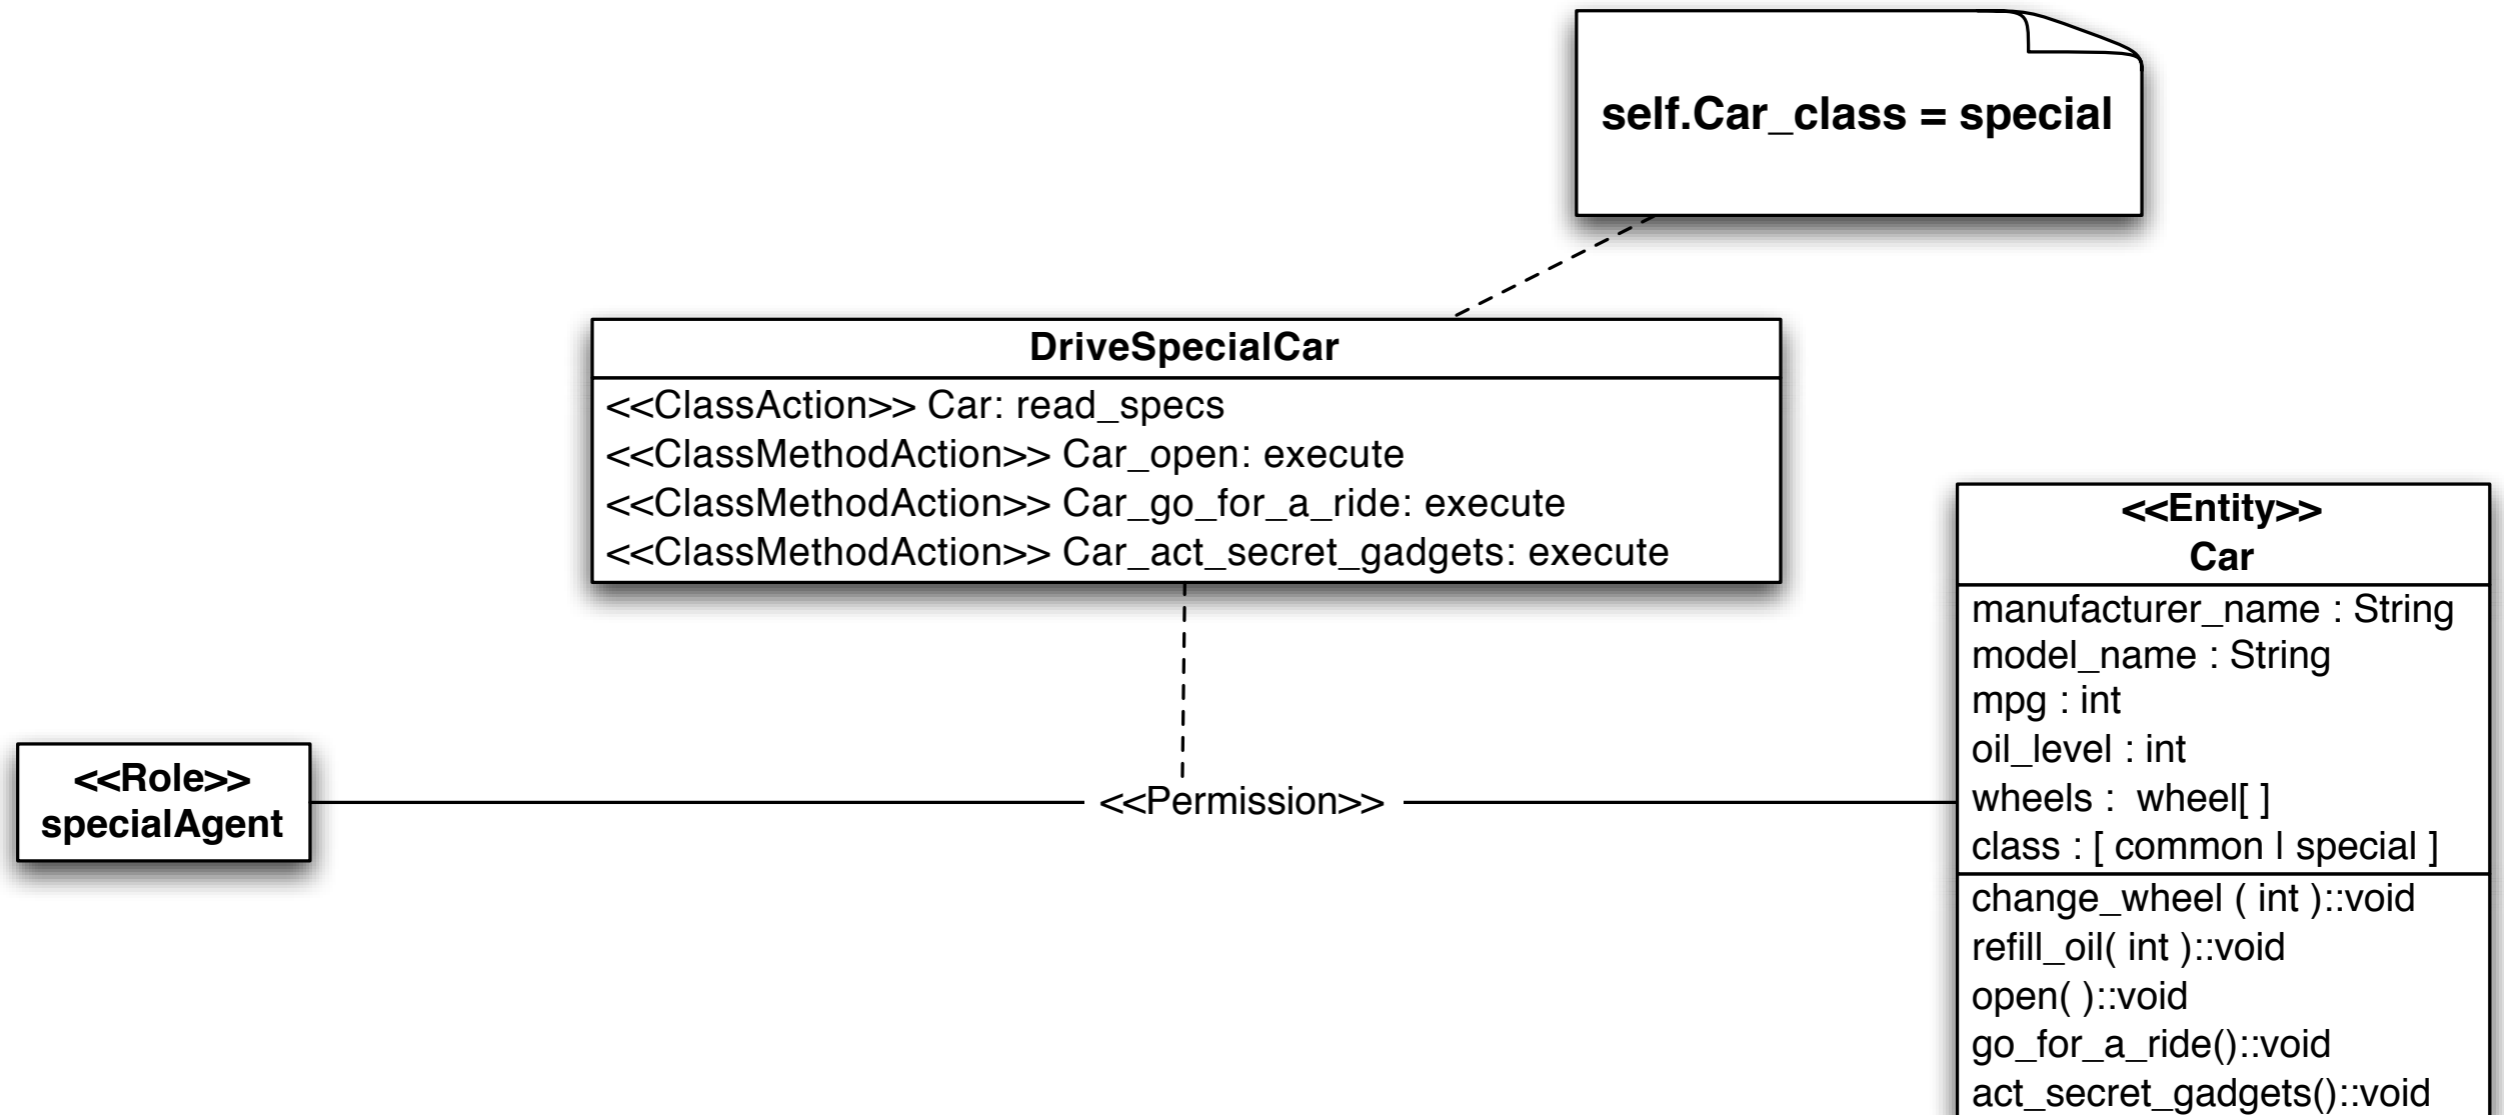 self.Car_class = special
DriveSpecialCar
<<ClassAction>> Car: read_specs
<<ClassMethodAction>> Car_open: execute
<<ClassMethodAction>> Car_go_for_a_ride: execute
<<ClassMethodAction>> Car_act_secret_gadgets: execute
<<Role>>
specialAgent
<<Permission>>
<<Entity>>
Car
manufacturer_name : String
model_name : String
mpg : int
oil_level : int
wheels :  wheel[ ]
class : [ common | special ]
change_wheel ( int )::void
refill_oil( int )::void
open( )::void
go_for_a_ride()::void
act_secret_gadgets()::void